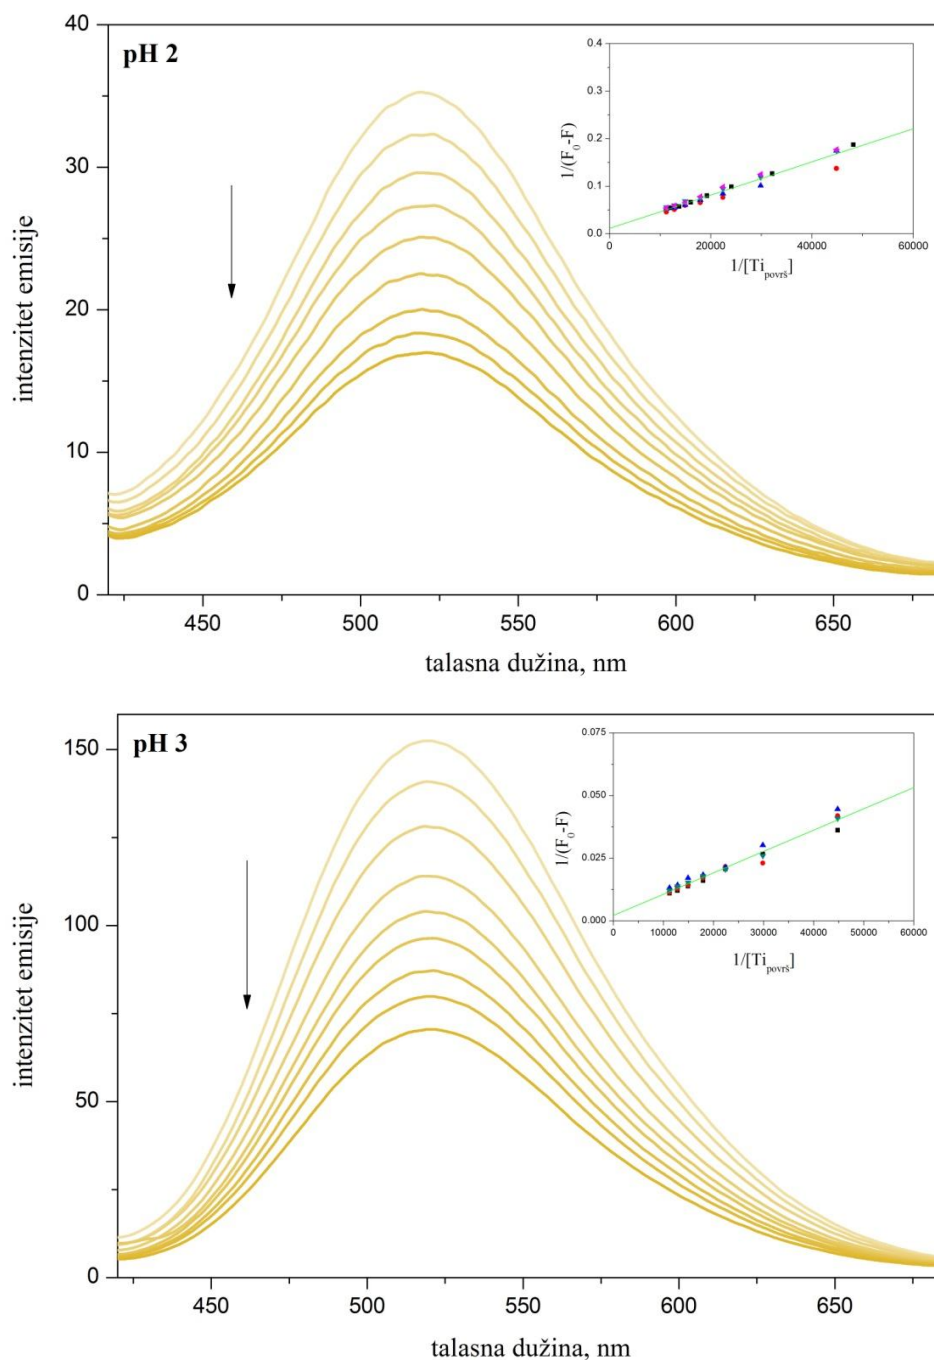 pH 2
intenzitet emisije
40
30
20
10
0
450 500 550 600 650
talasna dužina, nm
1/(F₀-F)
0.4
0.3
0.2
0.1
0.0
0 20000 40000 60000
1/[Tipovrš]
pH 3
intenzitet emisije
150
100
50
0
450 500 550 600 650
talasna dužina, nm
1/(F₀-F)
0.075
0.050
0.025
0.000
0 10000 20000 30000 40000 50000 60000
1/[Tipovrš]